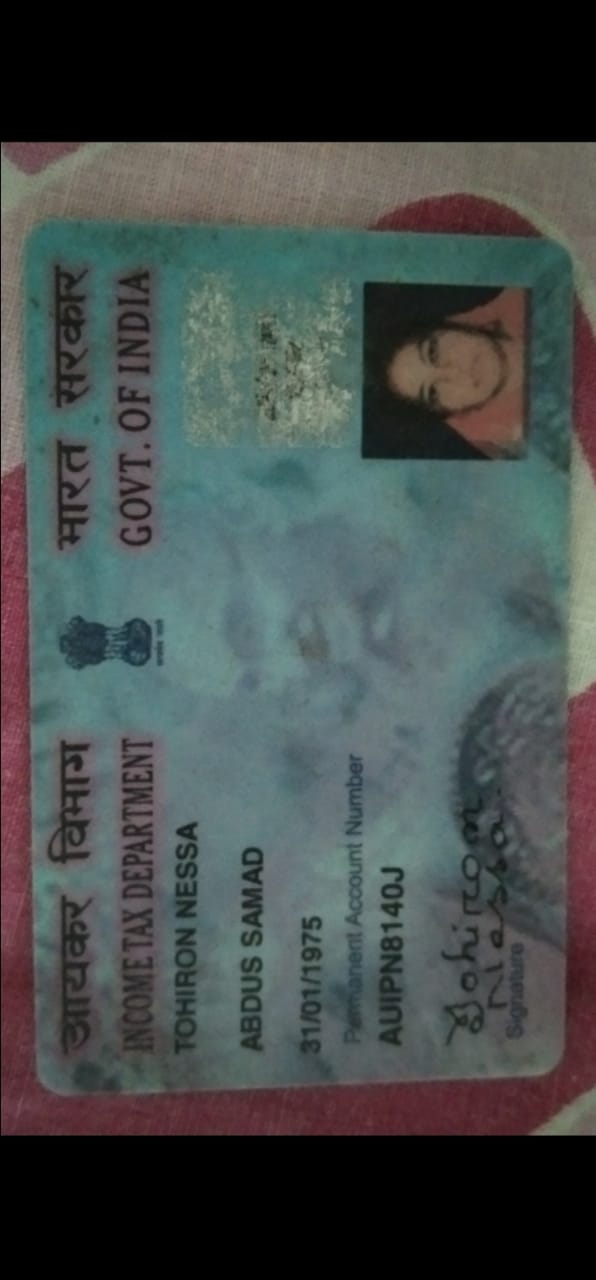 आयकर विभाग
INCOME TAX DEPARTMENT
भारत सरकार
GOVT. OF INDIA
TOHIRON NESSA
ABDUS SAMAD
31/01/1975
Permanent Account Number
AUIPN8140J
Tohiron
Nessa.
Signature